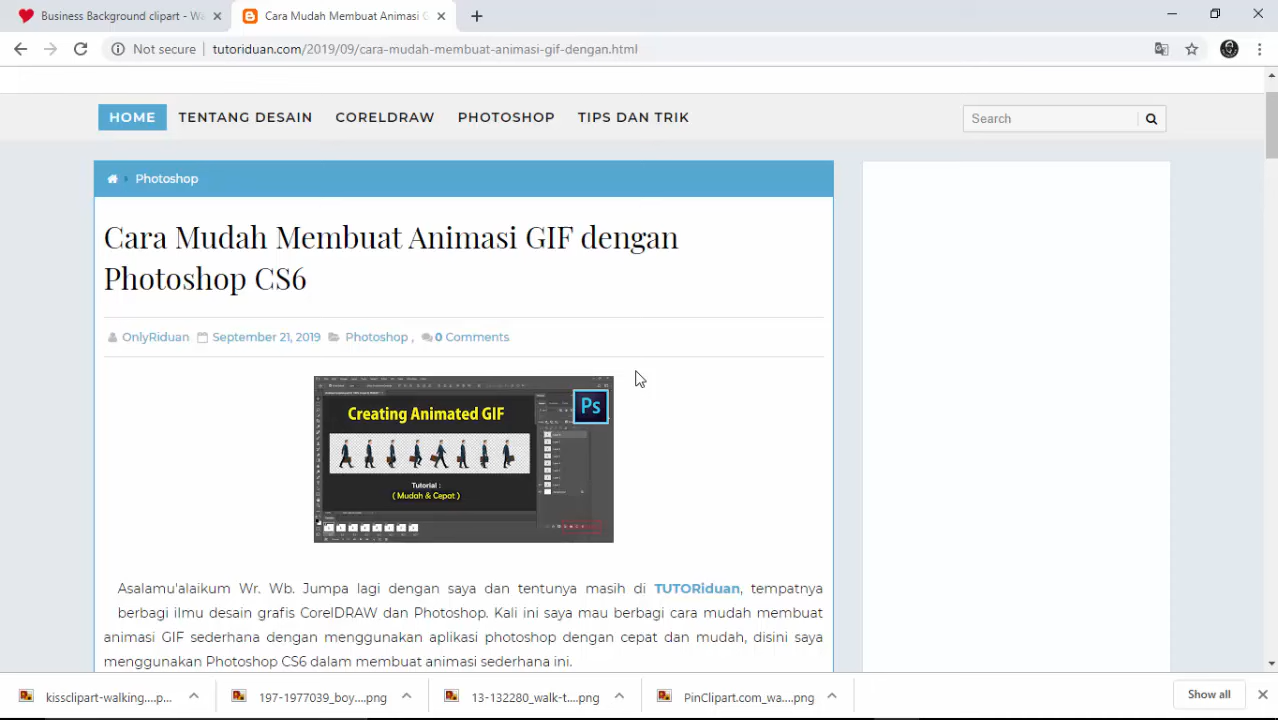 Business Background clipart - Wa
Cara Mudah Membuat Animasi G
Not secure
tutoriduan.com/2019/09/cara-mudah-membuat-animasi-gif-dengan.html
HOME TENTANG DESAIN CORELDRAW PHOTOSHOP TIPS DAN TRIK
Search
Photoshop
Cara Mudah Membuat Animasi GIF dengan
Photoshop CS6
OnlyRiduan September 21, 2019 Photoshop , 0 Comments
Creating Animated GIF
Ps
Tutorial :
( Mudah & Cepat )
Asalamu'alaikum Wr. Wb. Jumpa lagi dengan saya dan tentunya masih di TUTORiduan, tempatnya
berbagi ilmu desain grafis CorelDRAW dan Photoshop. Kali ini saya mau berbagi cara mudah membuat
animasi GIF sederhana dengan menggunakan aplikasi photoshop dengan cepat dan mudah, disini saya
menggunakan Photoshop CS6 dalam membuat animasi sederhana ini.
kissclipart-walking....p...
197-1977039_boy....png
13-132280_walk-t....png
PinClipart.com_wa....png
Show all